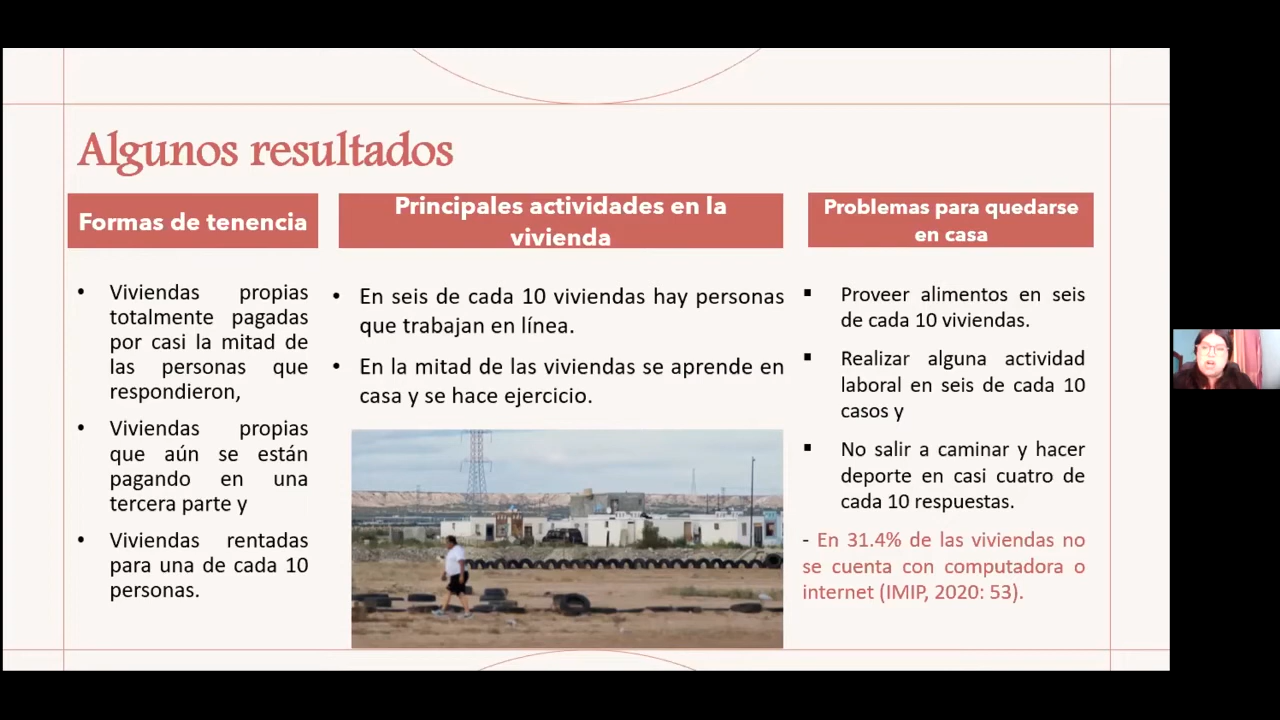 Algunos resultados
Formas de tenencia
• Viviendas propias
totalmente pagadas
por casi la mitad de
las personas que
respondieron,
• Viviendas propias
que aún se están
pagando en una
tercera parte y
• Viviendas rentadas
para una de cada 10
personas.
Principales actividades en la
vivienda
• En seis de cada 10 viviendas hay personas
que trabajan en línea.
• En la mitad de las viviendas se aprende en
casa y se hace ejercicio.
Problemas para quedarse
en casa
▪ Proveer alimentos en seis
de cada 10 viviendas.
▪ Realizar alguna actividad
laboral en seis de cada 10
casos y
▪ No salir a caminar y hacer
deporte en casi cuatro de
cada 10 respuestas.
- En 31.4% de las viviendas no
se cuenta con computadora o
internet (IMIP, 2020: 53).